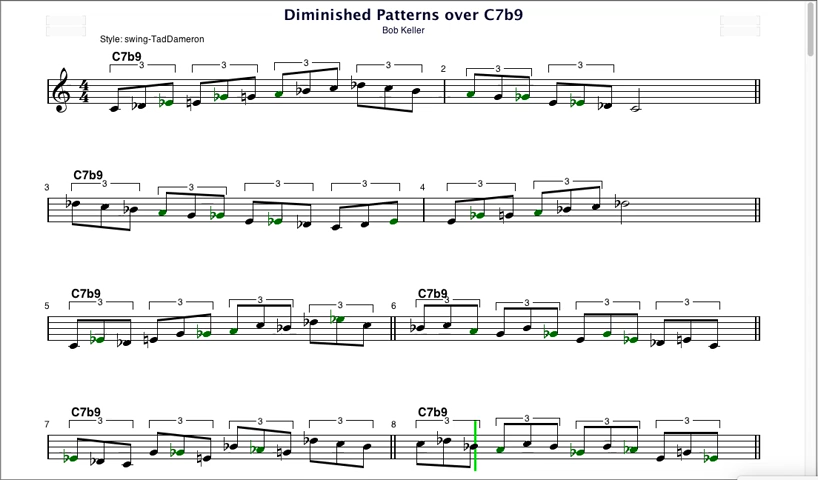 Diminished Patterns over C7b9
Bob Keller
Style: swing-TadDameron
C7b9
3 3 3 3 2 3 3
4
4
C7b9
3 3 3 3 3 4 3 3
C7b9 C7b9
5 3 3 3 3 6 3 3 3 3
C7b9 C7b9
7 3 3 3 3 8 3 3 3 3